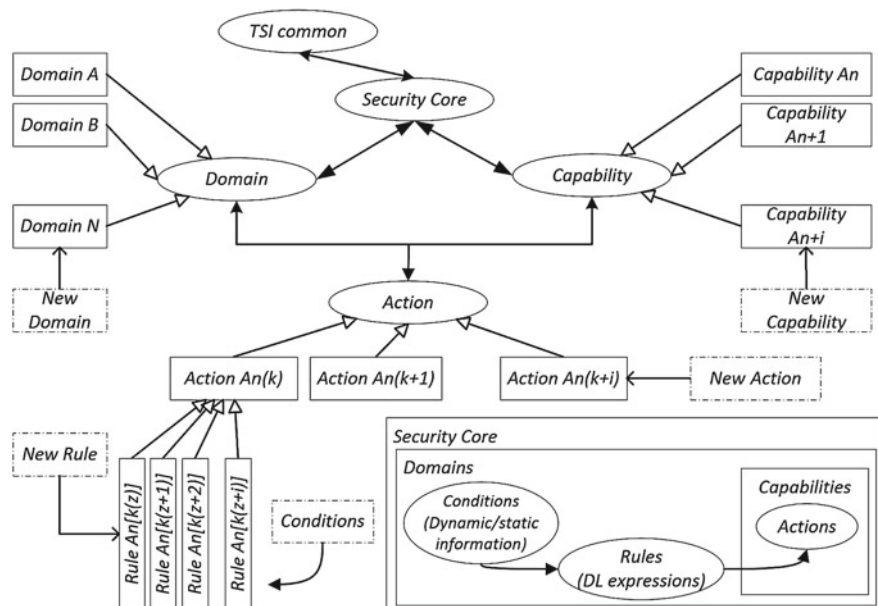 TSI common
Domain A
Security Core
Capability An
Domain B
Capability
An+1
Domain
Capability
Domain N
Capability
An+i
New
Domain
Action
New
Capability
Action An(k)
Action An(k+1)
Action An(k+i)
New Action
New Rule
Rule An[k(z)]
Rule An[k(z+1)]
Rule An[k(z+2)]
Rule An[k(z+i)]
Conditions
Security Core
Domains
Conditions
(Dynamic/static
information)
Capabilities
Actions
Rules
(DL expressions)